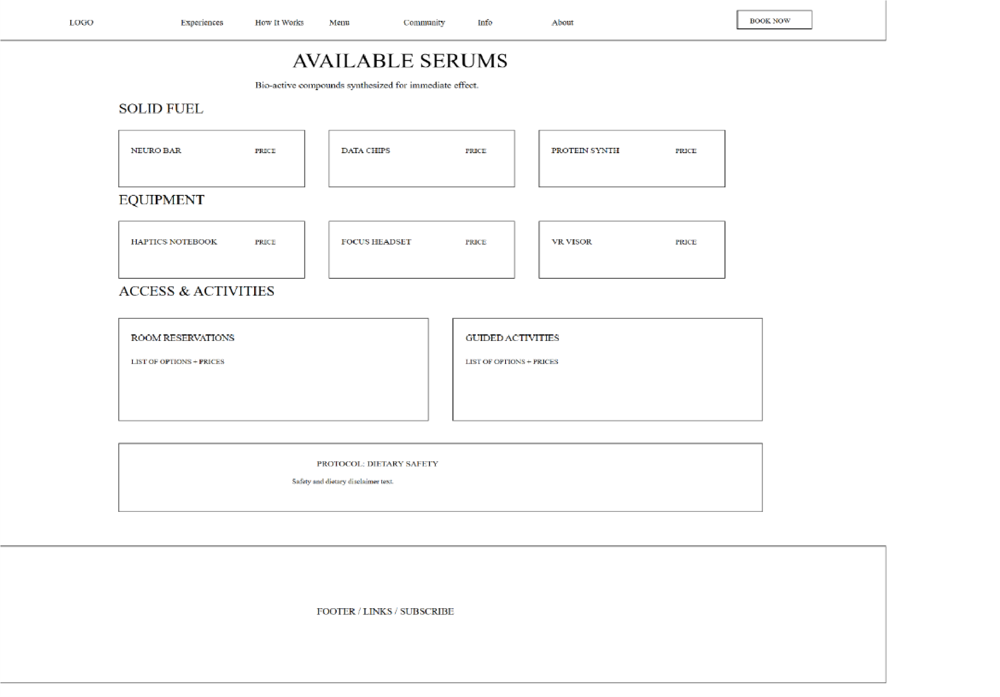 LOGO Experiences How It Works Menu Community Info About BOOK NOW
AVAILABLE SERUMS
Bio-active compounds synthesized for immediate effect.
SOLID FUEL
NEURO BAR PRICE DATA CHIPS PRICE PROTEIN SYNTH PRICE
EQUIPMENT
HAPTICS NOTEBOOK PRICE FOCUS HEADSET PRICE VR VISOR PRICE
ACCESS & ACTIVITIES
ROOM RESERVATIONS
LIST OF OPTIONS + PRICES
GUIDED ACTIVITIES
LIST OF OPTIONS + PRICES
PROTOCOL: DIETARY SAFETY
Safety and dietary disclaimer text.
FOOTER / LINKS / SUBSCRIBE